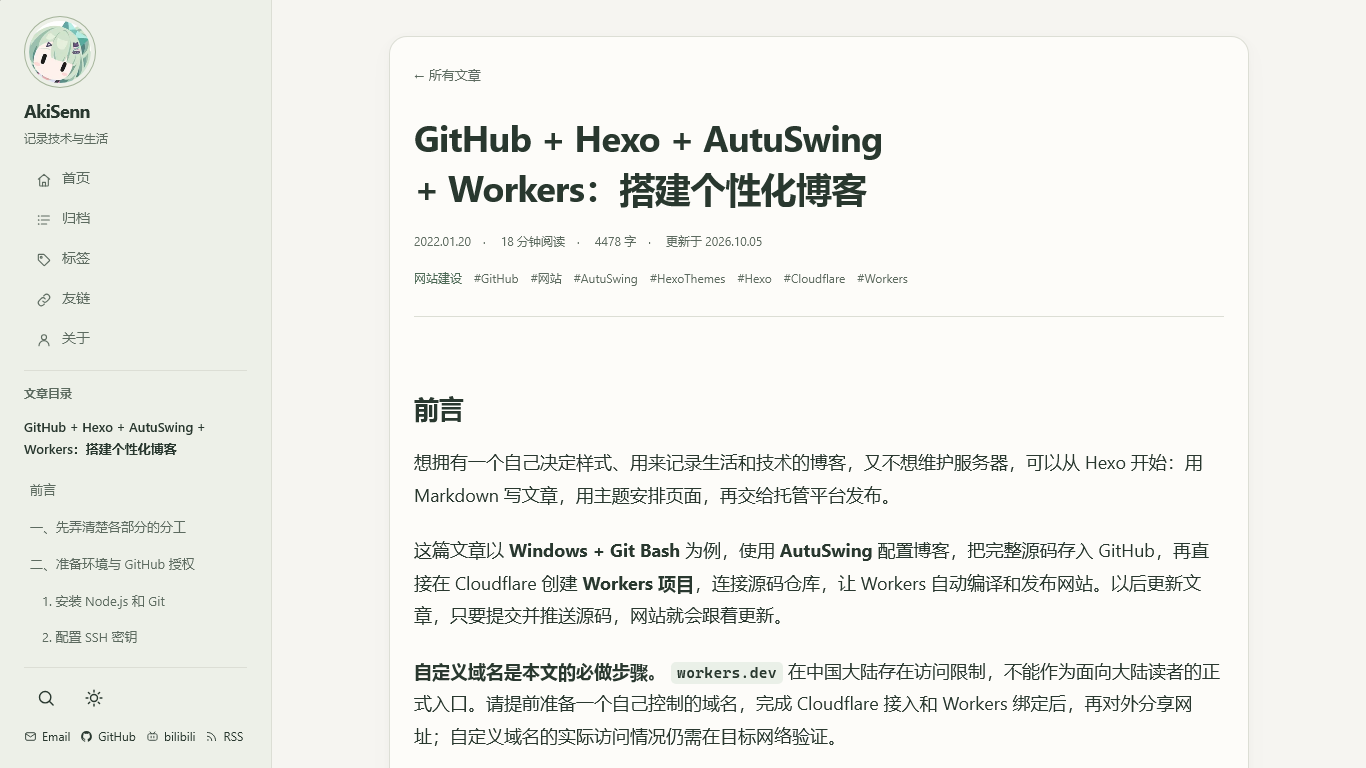 AkiSenn
记录技术与生活
首页
归档
标签
友链
关于
文章目录
GitHub + Hexo + AutuSwing +
Workers：搭建个性化博客
前言
一、先弄清楚各部分的分工
二、准备环境与 GitHub 授权
1. 安装 Node.js 和 Git
2. 配置 SSH 密钥
Email GitHub bilibili RSS
← 所有文章
GitHub + Hexo + AutuSwing
+ Workers：搭建个性化博客
2022.01.20 · 18 分钟阅读 · 4478 字 · 更新于 2026.10.05
网站建设 #GitHub #网站 #AutuSwing #HexoThemes #Hexo #Cloudflare #Workers
前言
想拥有一个自己决定样式、用来记录生活和技术的博客，又不想维护服务器，可以从 Hexo 开始：用
Markdown 写文章，用主题安排页面，再交给托管平台发布。
这篇文章以 Windows + Git Bash 为例，使用 AutuSwing 配置博客，把完整源码存入 GitHub，再直
接在 Cloudflare 创建 Workers 项目，连接源码仓库，让 Workers 自动编译和发布网站。以后更新文
章，只要提交并推送源码，网站就会跟着更新。
自定义域名是本文的必做步骤。 workers.dev 在中国大陆存在访问限制，不能作为面向大陆读者的正
式入口。请提前准备一个自己控制的域名，完成 Cloudflare 接入和 Workers 绑定后，再对外分享网
址；自定义域名的实际访问情况仍需在目标网络验证。